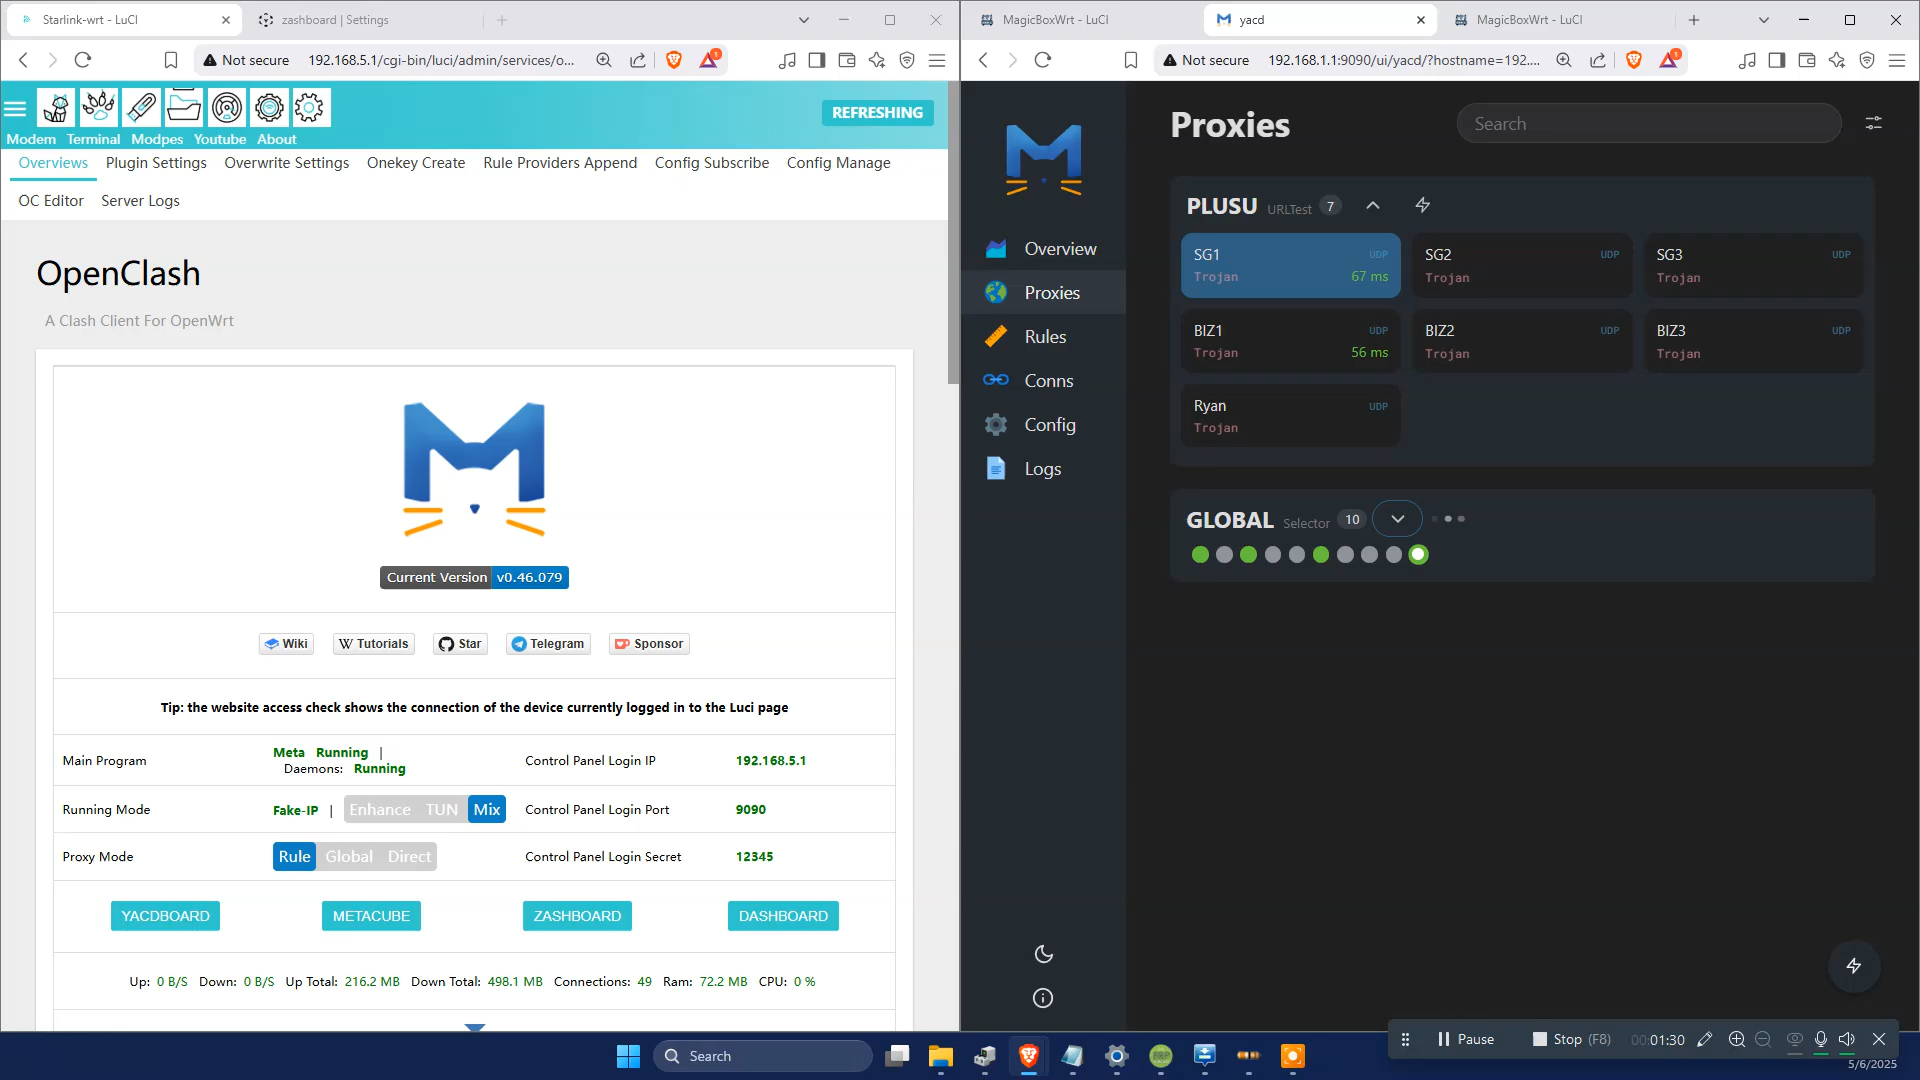 Starlink-wrt - LuCI
zashboard | Settings
Not secure
192.168.5.1/cgi-bin/luci/admin/services/o...
1
Modem Terminal Modpes Youtube About
REFRESHING
Overviews Plugin Settings Overwrite Settings Onekey Create Rule Providers Append Config Subscribe Config Manage
OC Editor Server Logs
OpenClash
A Clash Client For OpenWrt
Current Version v0.46.079
Wiki Tutorials Star Telegram Sponsor
Tip: the website access check shows the connection of the device currently logged in to the Luci page
Main Program
Meta Running |
Daemons: Running
Control Panel Login IP
192.168.5.1
Running Mode
Fake-IP | Enhance TUN Mix
Control Panel Login Port
9090
Proxy Mode
Rule Global Direct
Control Panel Login Secret
12345
YACDBOARD METACUBE ZASHBOARD DASHBOARD
Up: 0 B/S Down: 0 B/S Up Total: 216.2 MB Down Total: 498.1 MB Connections: 49 Ram: 72.2 MB CPU: 0 %
MagicBoxWrt - LuCI
yacd
MagicBoxWrt - LuCI
Not secure
192.168.1.1:9090/ui/yacd/?hostname=192....
1
Overview
Proxies
Rules
Conns
Config
Logs
Proxies
Search
PLUSU URLTest 7
SG1 UDP
Trojan 67 ms
SG2 UDP
Trojan
SG3 UDP
Trojan
BIZ1 UDP
Trojan 56 ms
BIZ2 UDP
Trojan
BIZ3 UDP
Trojan
Ryan UDP
Trojan
GLOBAL Selector 10
Pause Stop (F8) 00:01:30
Search
FRP
5/6/2025